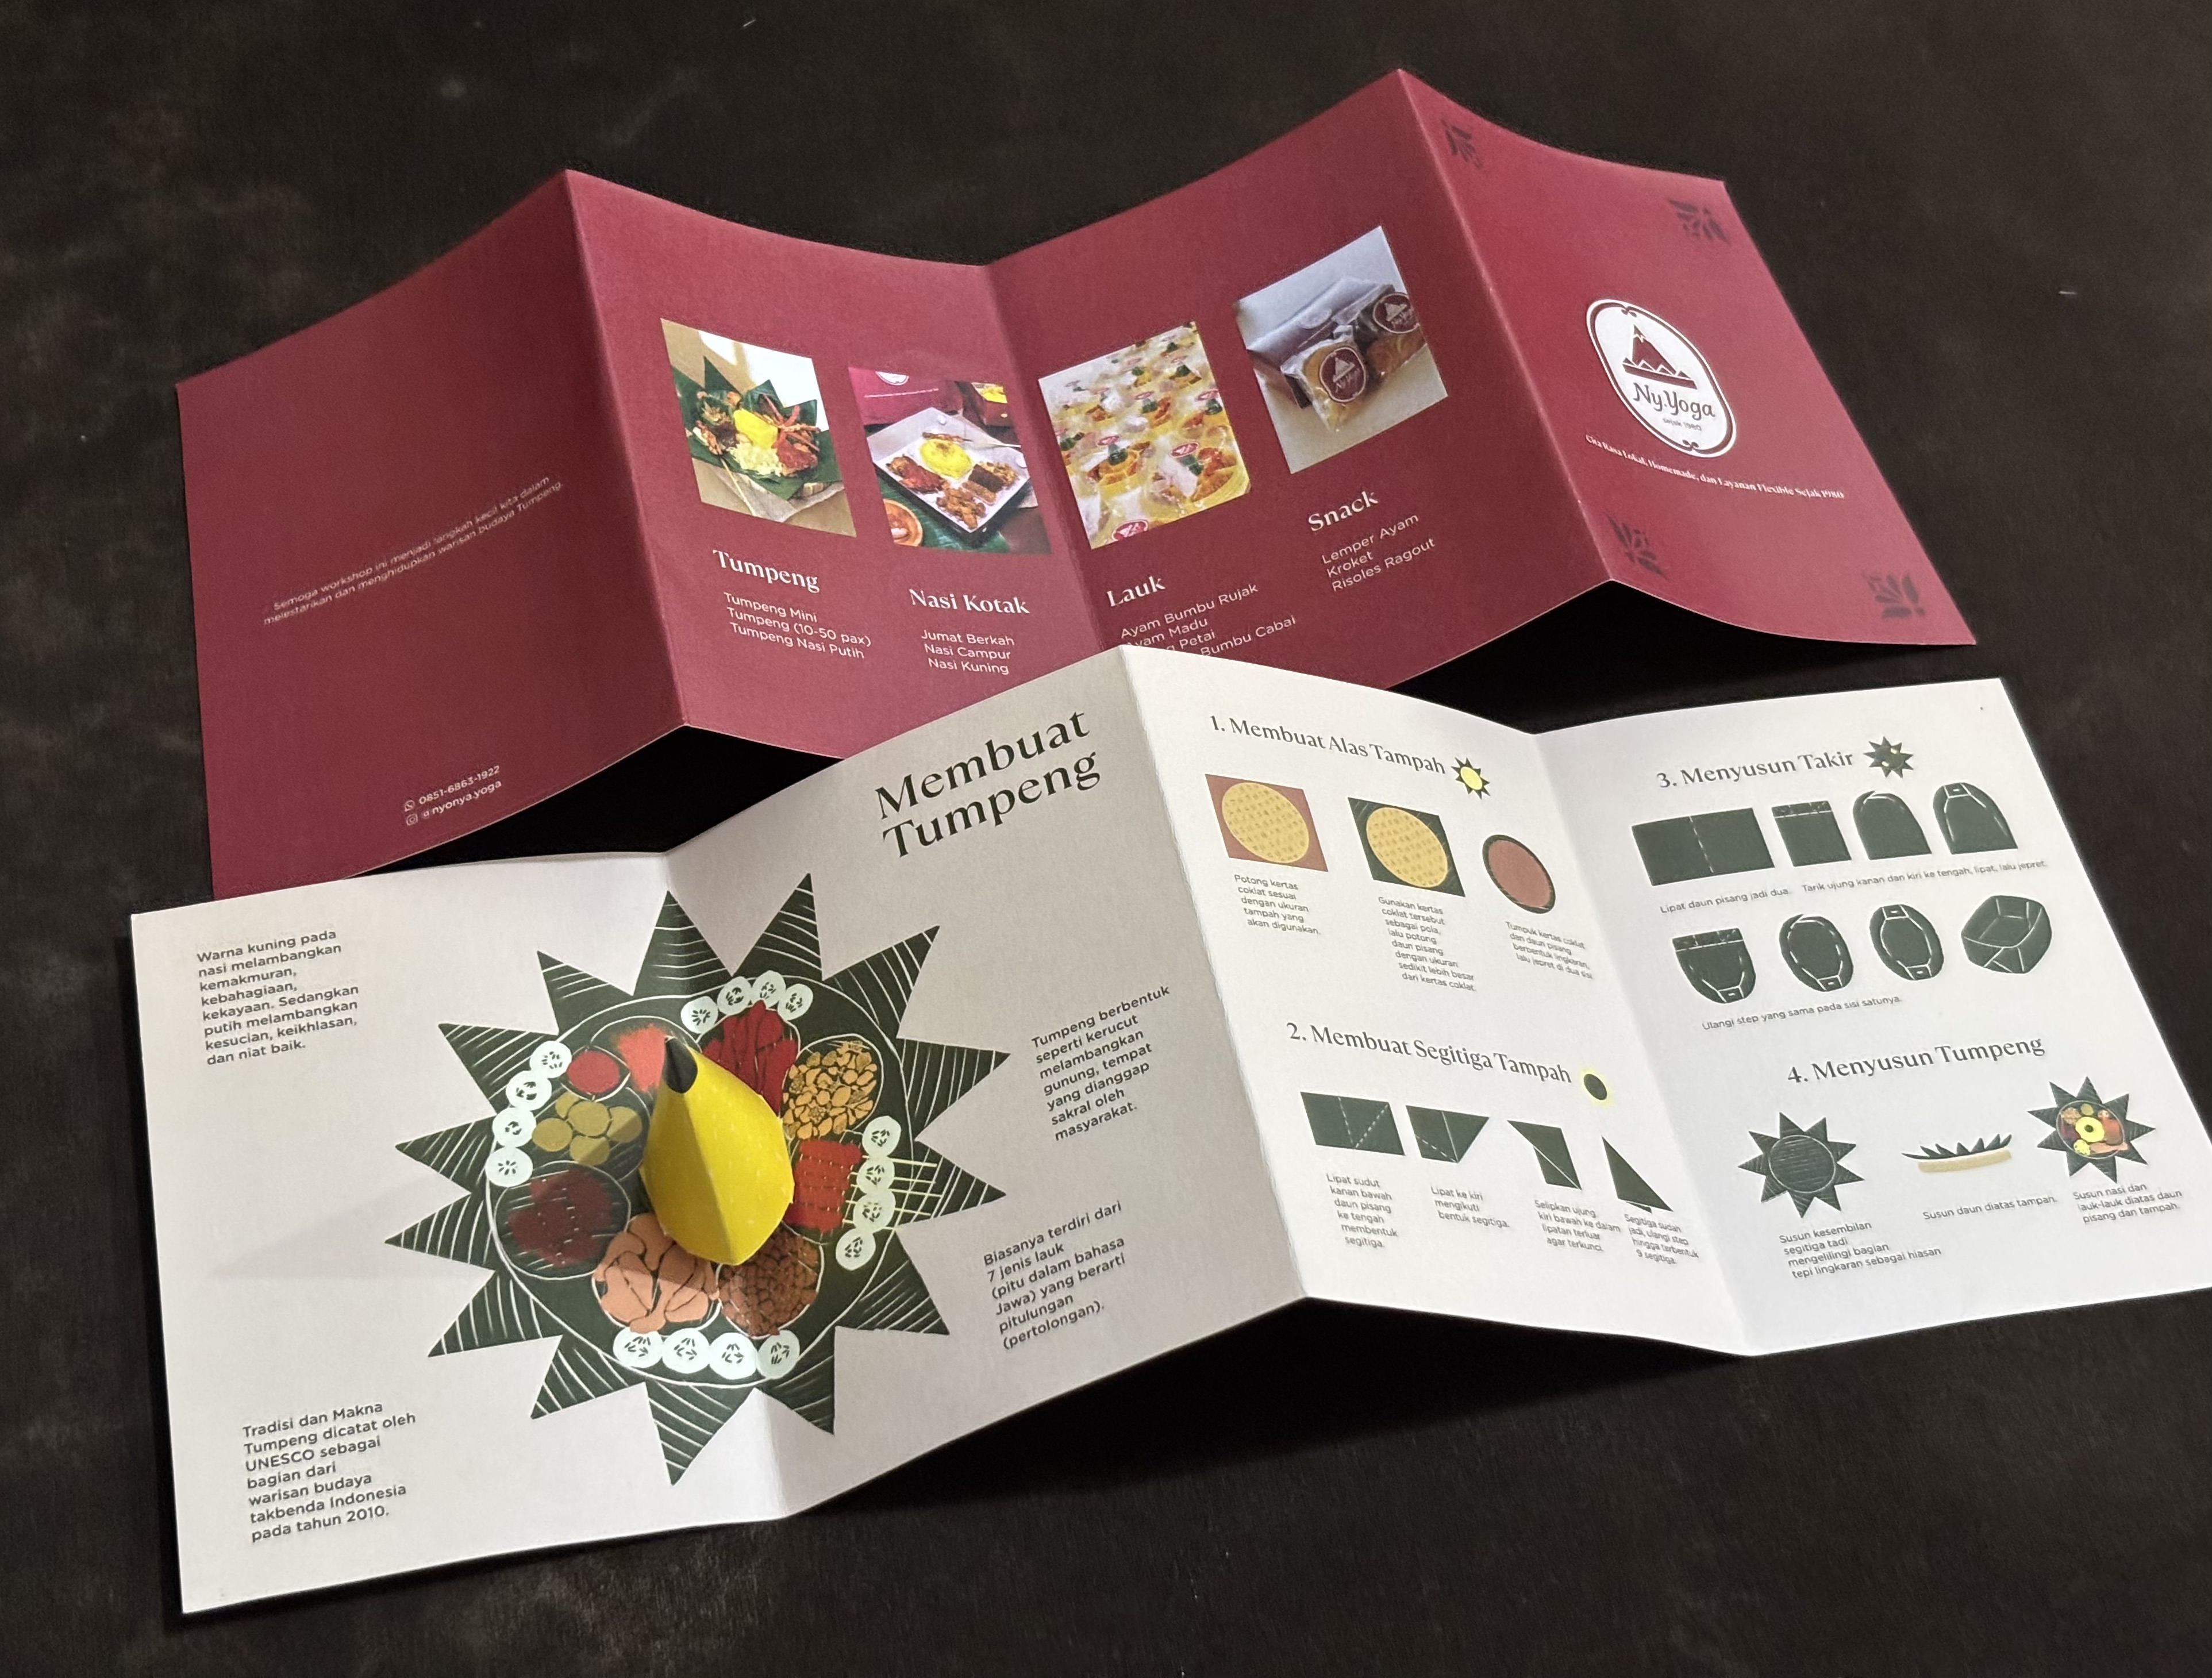 Semoga workshop ini menjadi langkah kecil kita dalam
melestarikan dan menghidupkan warisan budaya Tumpeng.
0851-6863-1922
@nyonya.yoga
Tumpeng
Tumpeng Mini
Tumpeng (10-50 pax)
Tumpeng Nasi Putih
Nasi Kotak
Jumat Berkah
Nasi Campur
Nasi Kuning
Lauk
Ayam Bumbu Rujak
Ayam Madu
Petai
Bumbu Cabai
Snack
Lemper Ayam
Kroket
Risoles Ragout
Ny.Yoga
sejak 1980
Cita Rasa Lokal, Homemade, dan Layanan Flexible Sejak 1980
Ny.Yoga
Warna kuning pada
nasi melambangkan
kemakmuran,
kebahagiaan,
kekayaan. Sedangkan
putih melambangkan
kesucian, keikhlasan,
dan niat baik.
Tradisi dan Makna
Tumpeng dicatat oleh
UNESCO sebagai
bagian dari
warisan budaya
takbenda Indonesia
pada tahun 2010.
Membuat
Tumpeng
Tumpeng berbentuk
seperti kerucut
melambangkan
gunung, tempat
yang dianggap
sakral oleh
masyarakat.
Biasanya terdiri dari
7 jenis lauk
(pitu dalam bahasa
Jawa) yang berarti
pitulungan
(pertolongan).
1. Membuat Alas Tampah
Potong kertas
coklat sesuai
dengan ukuran
tampah yang
akan digunakan.
Gunakan kertas
coklat tersebut
sebagai pola,
lalu potong
daun pisang
dengan ukuran
sedikit lebih besar
dari kertas coklat.
Tumpuk kertas coklat
dan daun pisang
berbentuk lingkaran,
lalu jepret di dua sisi
2. Membuat Segitiga Tampah
Lipat sudut
kanan bawah
daun pisang
ke tengah
membentuk
segitiga.
Lipat ke kiri
mengikuti
bentuk segitiga.
Selipkan ujung
kiri bawah ke dalam
lipatan terluar
agar terkunci.
Segitiga sudah
jadi, ulangi step
hingga terbentuk
9 segitiga.
3. Menyusun Takir
Lipat daun pisang jadi dua.
Tarik ujung kanan dan kiri ke tengah, lipat, lalu jepret.
Ulangi step yang sama pada sisi satunya.
4. Menyusun Tumpeng
Susun kesembilan
segitiga tadi
mengelilingi bagian
tepi lingkaran sebagai hiasan
Susun daun diatas tampan.
Susun nasi dan
lauk-lauk diatas daun
pisang dan tampah.